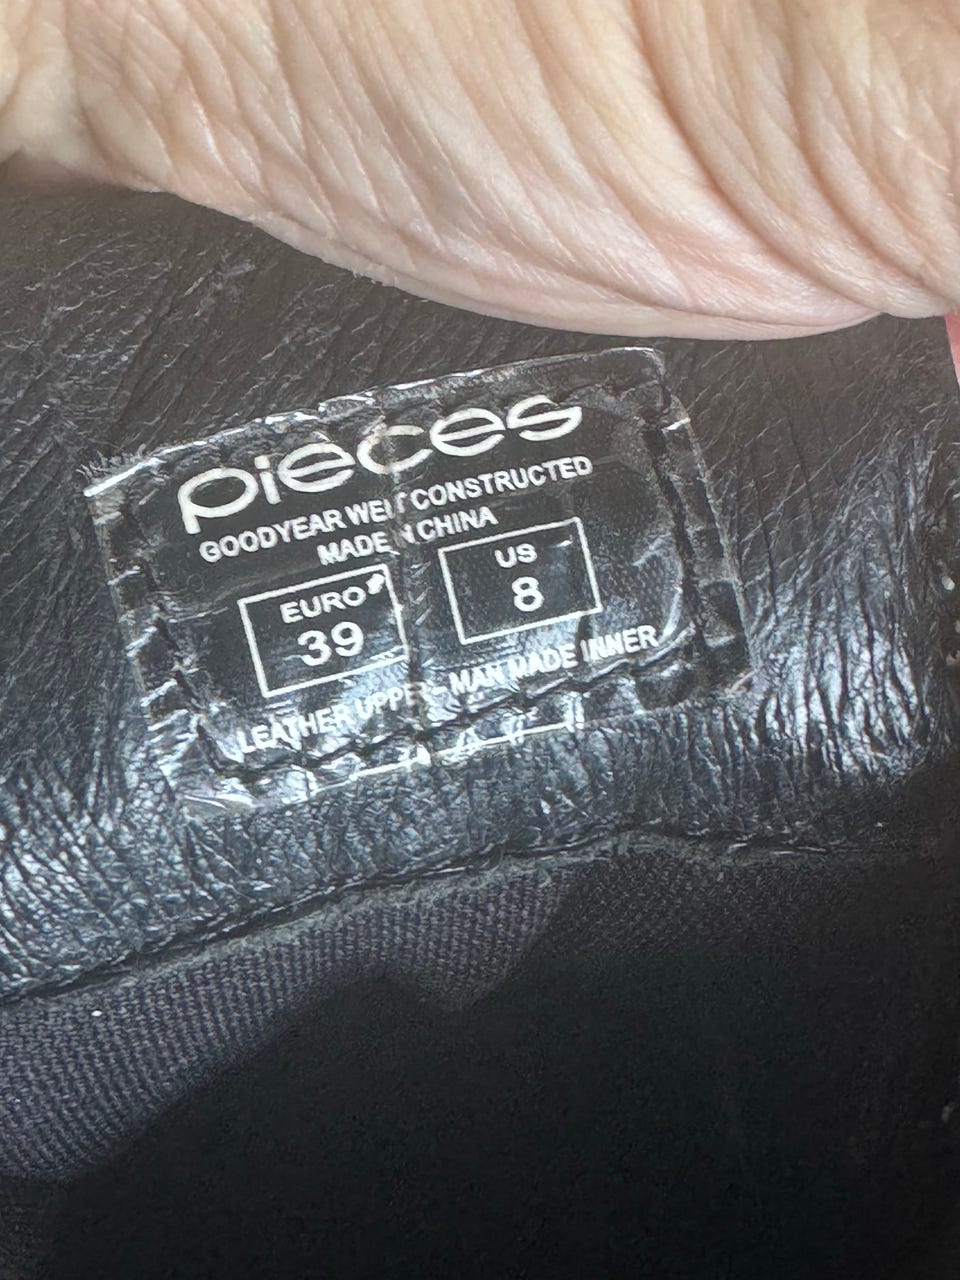 pieces
GOODYEAR WELT CONSTRUCTED
MADE IN CHINA
EURO
39
US
8
LEATHER UPPER - MAN MADE INNER